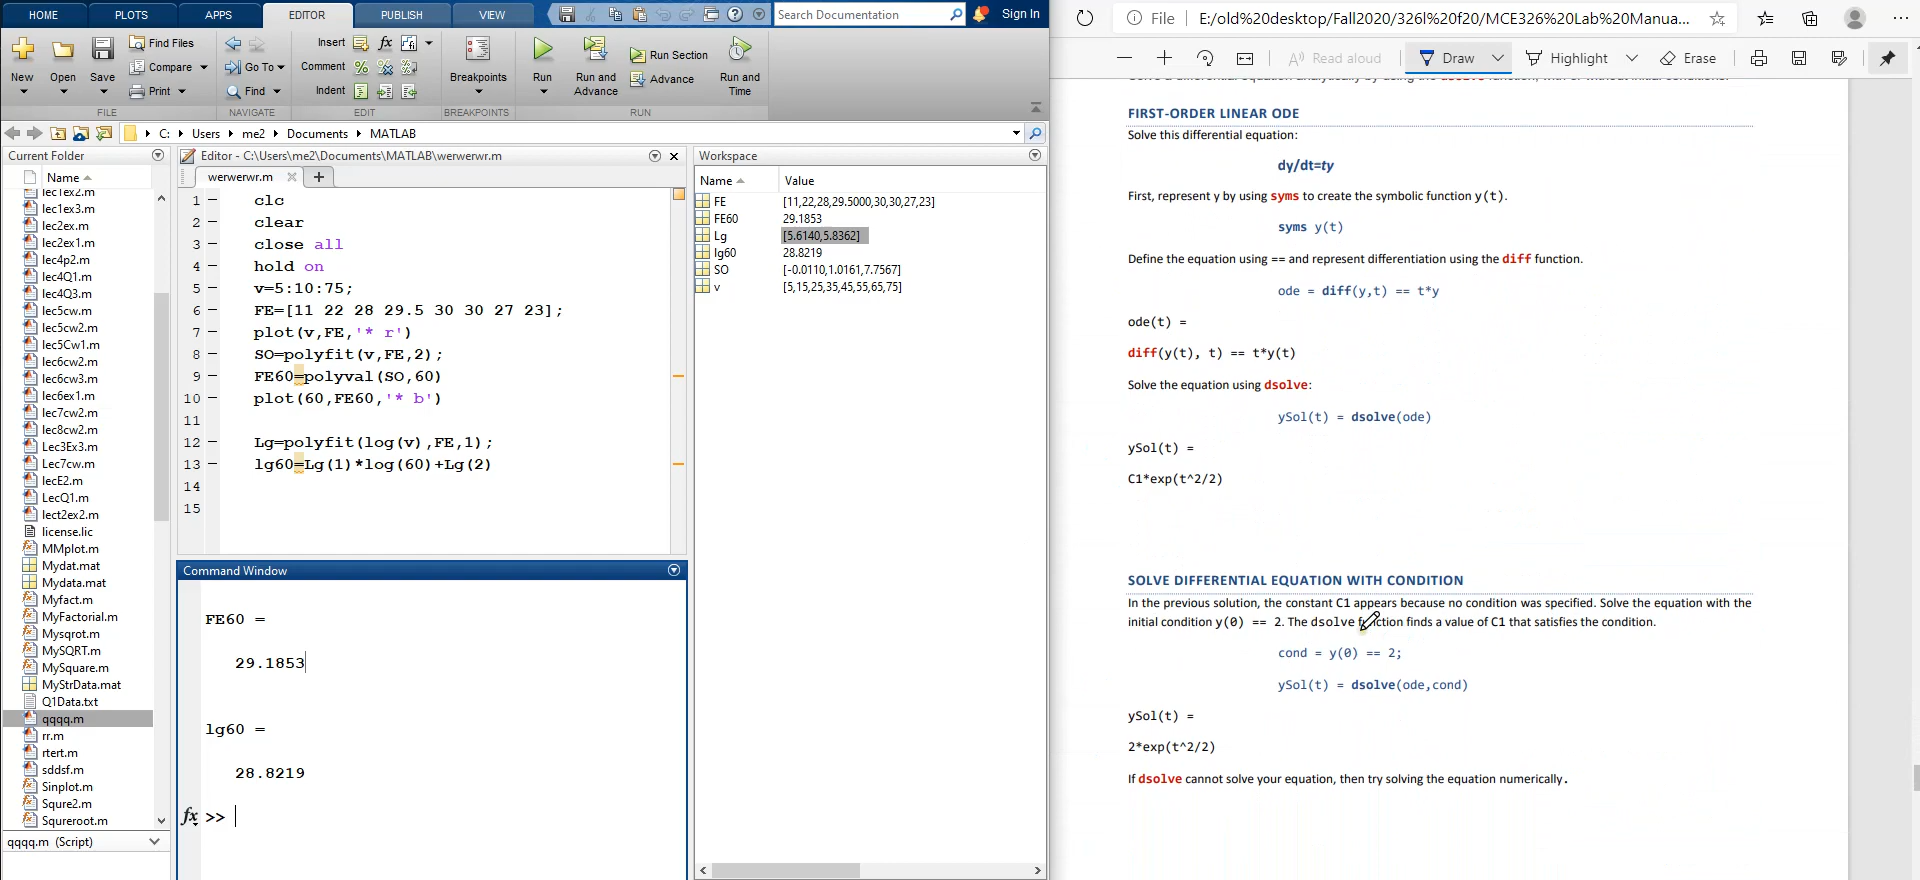 HOME PLOTS APPS EDITOR PUBLISH VIEW Search Documentation Sign In
New Open Save Find Files Compare Print
FILE
Go To Find
NAVIGATE
Insert fx
Comment %
Indent
EDIT
Breakpoints
BREAKPOINTS
Run Run and Advance Run Section Advance Run and Time
RUN
C: Users me2 Documents MATLAB
Current Folder
Name
lec1ex2.m
lec1ex3.m
lec2ex.m
lec2ex1.m
lec4p2.m
lec4Q1.m
lec4Q3.m
lec5cw.m
lec5cw2.m
lec5Cw1.m
lec6cw2.m
lec6cw3.m
lec6ex1.m
lec7cw2.m
lec8cw2.m
Lec3Ex3.m
Lec7cw.m
lecE2.m
LecQ1.m
lect2ex2.m
license.lic
MMplot.m
Mydat.mat
Mydata.mat
Myfact.m
MyFactorial.m
Mysqrot.m
MySQRT.m
MySquare.m
MyStrData.mat
Q1Data.txt
qqqq.m
rr.m
rtert.m
sddsf.m
Sinplot.m
Squre2.m
Squreroot.m
qqqq.m (Script)
Editor - C:\Users\me2\Documents\MATLAB\werwerwr.m
werwerwr.m
1 clc
2 clear
3 close all
4 hold on
5 v=5:10:75;
6 FE=[11 22 28 29.5 30 30 27 23];
7 plot(v,FE,'* r')
8 SO=polyfit(v,FE,2);
9 FE60=polyval(SO,60)
10 plot(60,FE60,'* b')
11
12 Lg=polyfit(log(v),FE,1);
13 lg60=Lg(1)*log(60)+Lg(2)
14
15
Command Window
FE60 =
29.1853
lg60 =
28.8219
fx >>
Workspace
Name Value
FE [11,22,28,29.5000,30,30,27,23]
FE60 29.1853
Lg [5.6140,5.8362]
lg60 28.8219
SO [-0.0110,1.0161,7.7567]
v [5,15,25,35,45,55,65,75]
File E:/old%20desktop/Fall2020/326l%20f20/MCE326%20Lab%20Manua...
Read aloud Draw Highlight Erase
FIRST-ORDER LINEAR ODE
Solve this differential equation:
dy/dt=ty
First, represent y by using syms to create the symbolic function y(t).
syms y(t)
Define the equation using == and represent differentiation using the diff function.
ode = diff(y,t) == t*y
ode(t) =
diff(y(t), t) == t*y(t)
Solve the equation using dsolve:
ySol(t) = dsolve(ode)
ySol(t) =
C1*exp(t^2/2)
SOLVE DIFFERENTIAL EQUATION WITH CONDITION
In the previous solution, the constant C1 appears because no condition was specified. Solve the equation with the
initial condition y(0) == 2. The dsolve function finds a value of C1 that satisfies the condition.
cond = y(0) == 2;
ySol(t) = dsolve(ode,cond)
ySol(t) =
2*exp(t^2/2)
If dsolve cannot solve your equation, then try solving the equation numerically.